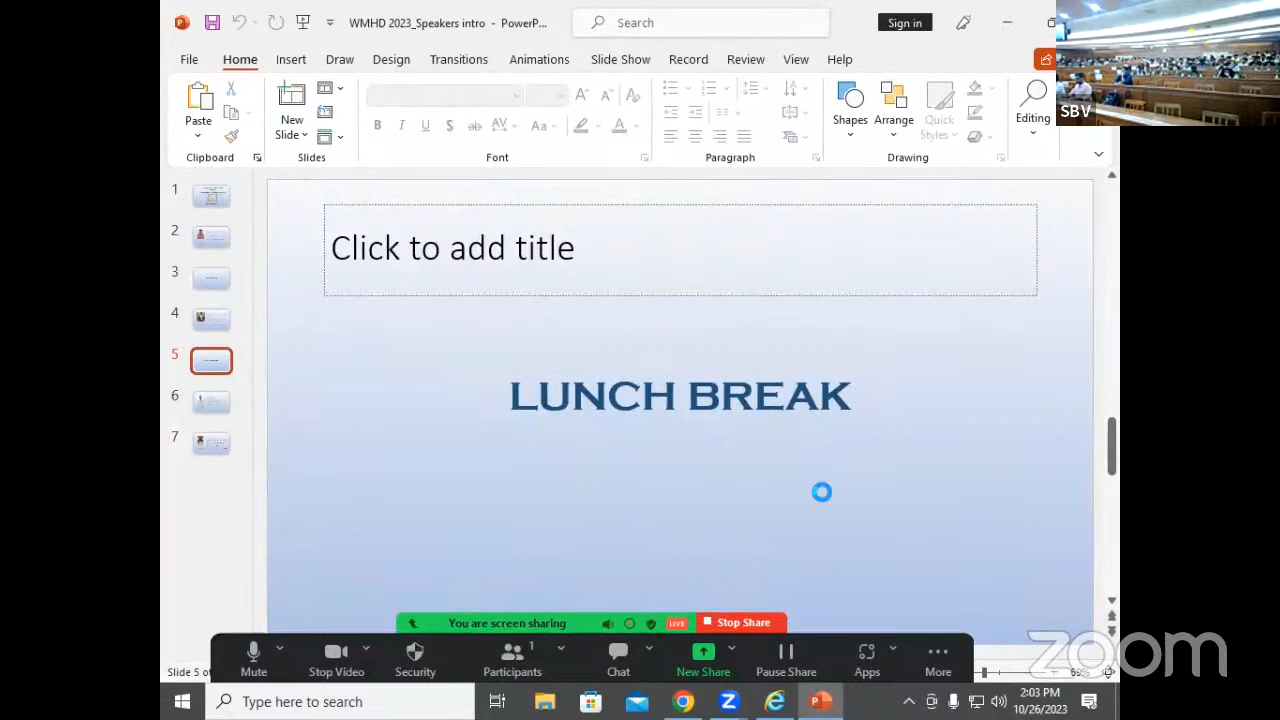 WMHD 2023_Speakers intro - PowerP...
Search
Sign in
File Home Insert Draw Design Transitions Animations Slide Show Record Review View Help
Paste
New Slide
Shapes Arrange Quick Styles
Editing
Clipboard Slides Font Paragraph Drawing
SBV
1
2
3
4
5
6
7
Click to add title
LUNCH BREAK
You are screen sharing LIVE Stop Share
Mute Stop Video Security Participants 1 Chat New Share Pause Share Apps More
Slide 5 of
zoom
Type here to search
2:03 PM
10/26/2023